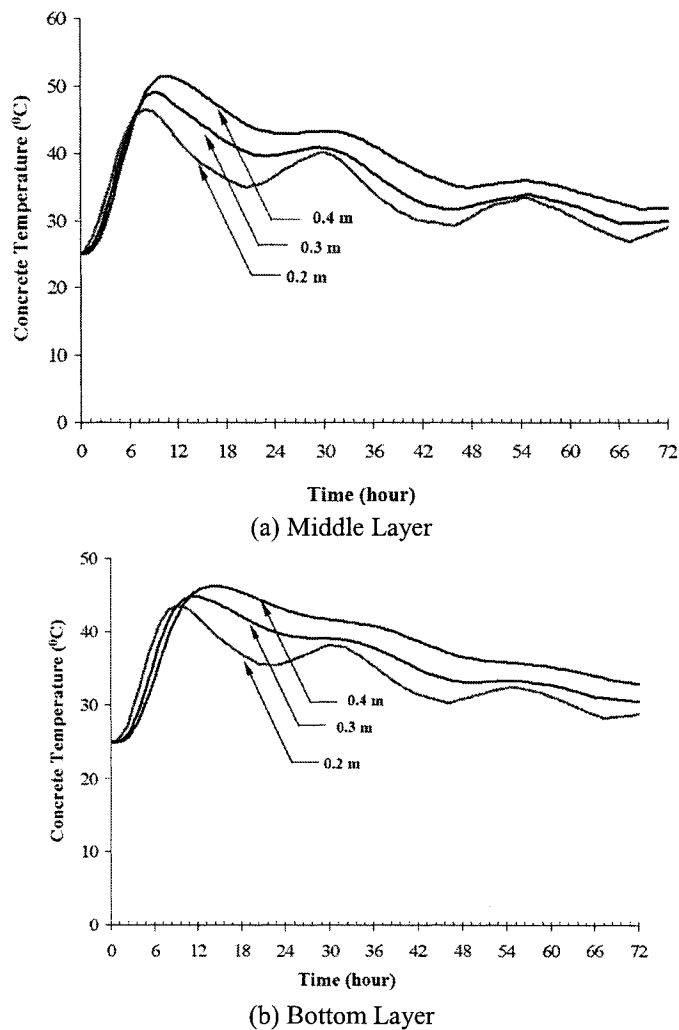 60
50
40
30
20
10
0
Concrete Temperature (⁰C)
0.4 m
0.3 m
0.2 m
0 6 12 18 24 30 36 42 48 54 60 66 72
Time (hour)
(a) Middle Layer
50
40
30
20
10
0
Concrete Temperature (⁰C)
0.4 m
0.3 m
0.2 m
0 6 12 18 24 30 36 42 48 54 60 66 72
Time (hour)
(b) Bottom Layer